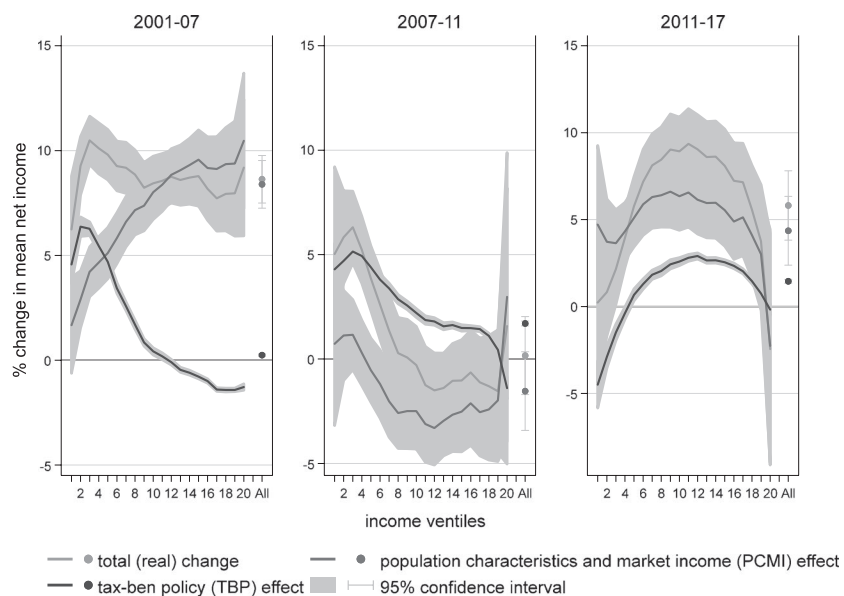 2001-07 2007-11 2011-17
% change in mean net income
15 15 15
10 10 10
5 5 5
0 0 0
-5 -5 -5
2 4 6 8 10 12 14 16 18 20 All 2 4 6 8 10 12 14 16 18 20 All 2 4 6 8 10 12 14 16 18 20 All
income ventiles
total (real) change population characteristics and market income (PCMI) effect
tax-ben policy (TBP) effect 95% confidence interval